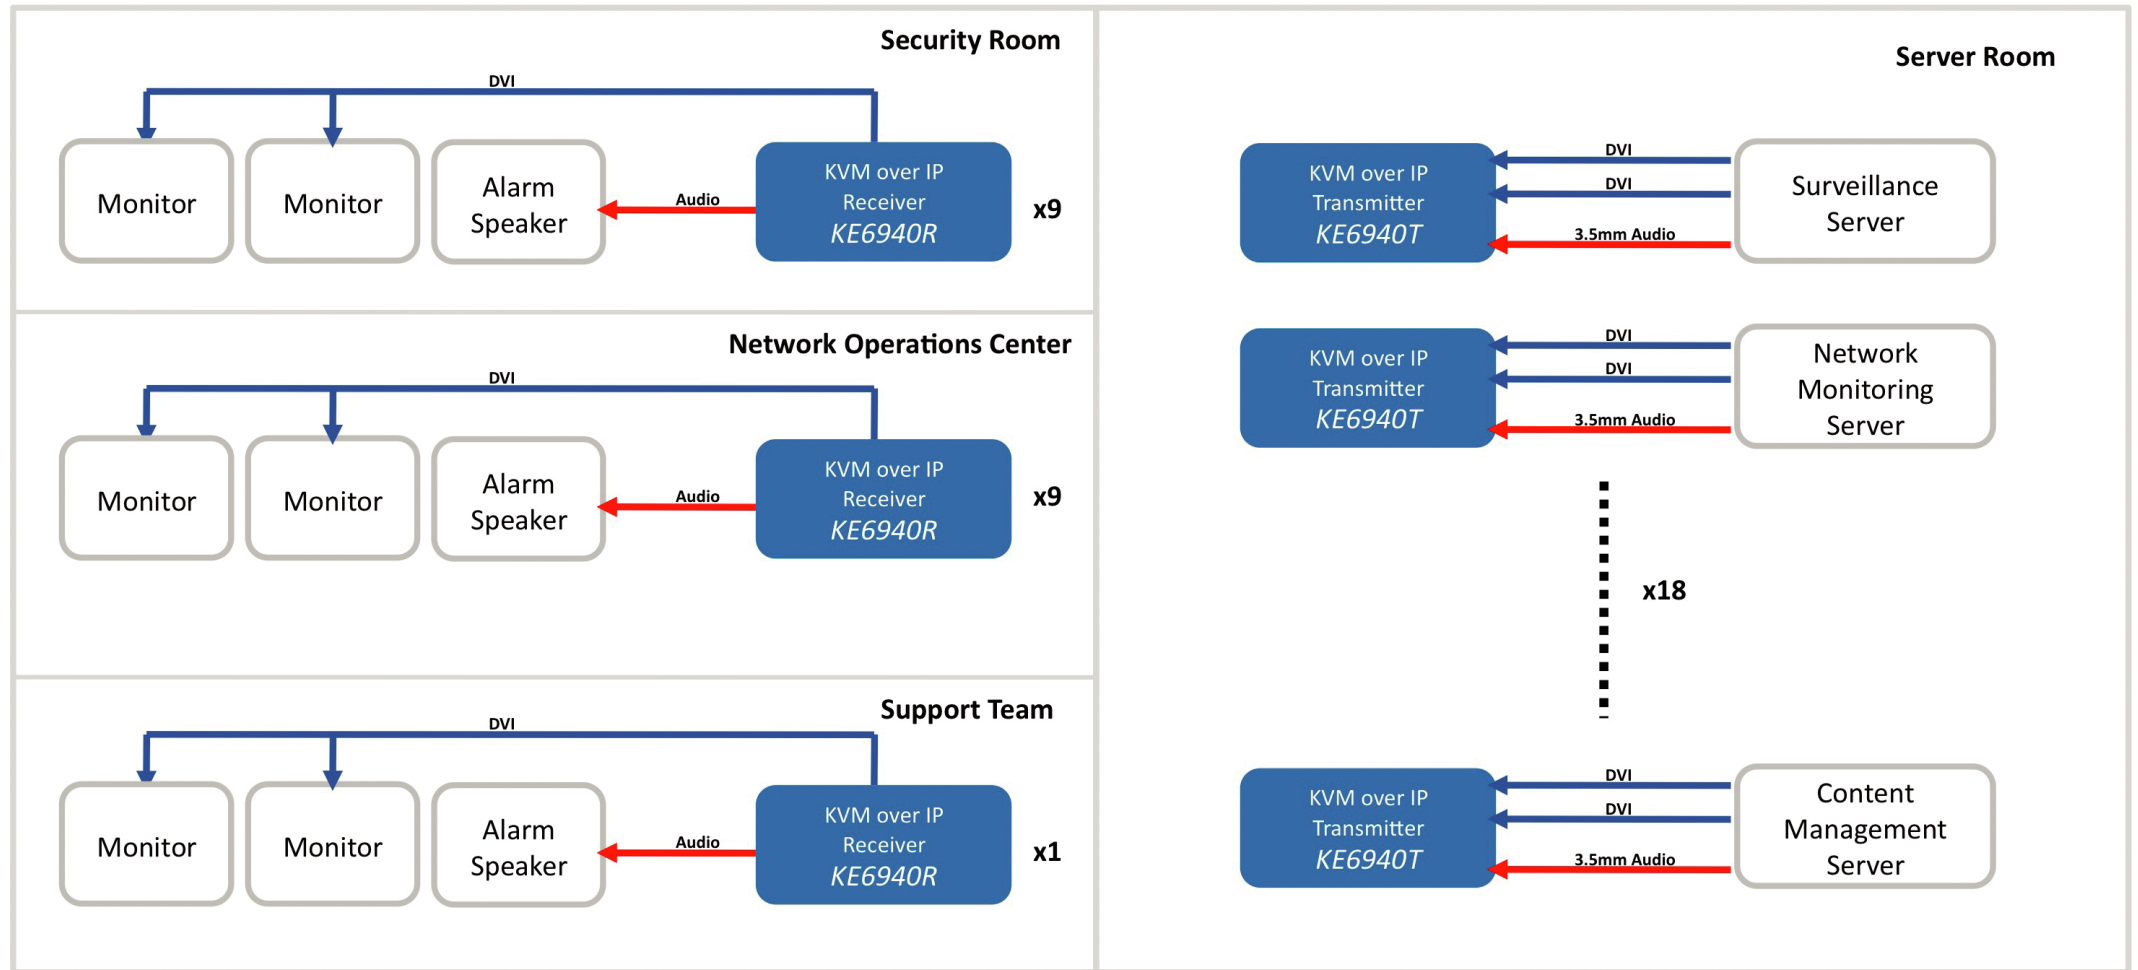 Security Room
DVI
Monitor
Monitor
Alarm
Speaker
Audio
KVM over IP
Receiver
KE6940R
x9
Network Operations Center
DVI
Monitor
Monitor
Alarm
Speaker
Audio
KVM over IP
Receiver
KE6940R
x9
Support Team
DVI
Monitor
Monitor
Alarm
Speaker
Audio
KVM over IP
Receiver
KE6940R
x1
Server Room
KVM over IP
Transmitter
KE6940T
DVI
DVI
3.5mm Audio
Surveillance
Server
KVM over IP
Transmitter
KE6940T
DVI
DVI
3.5mm Audio
Network
Monitoring
Server
x18
KVM over IP
Transmitter
KE6940T
DVI
DVI
3.5mm Audio
Content
Management
Server